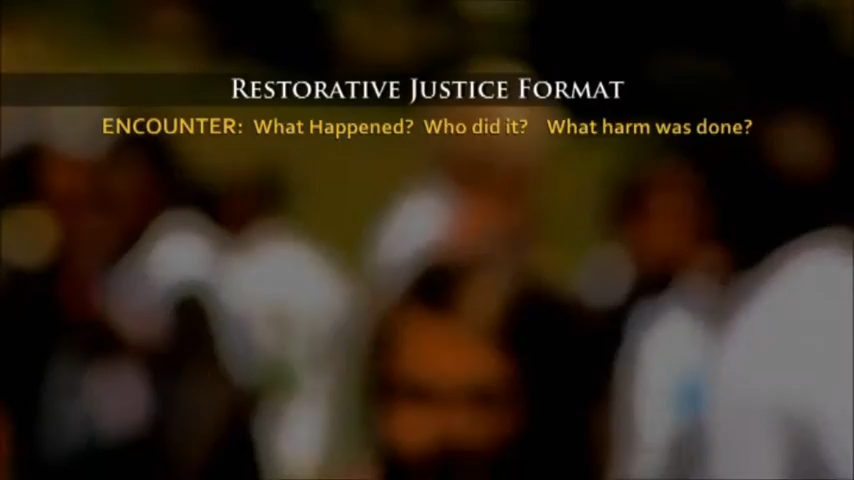 RESTORATIVE JUSTICE FORMAT
ENCOUNTER: What Happened? Who did it? What harm was done?